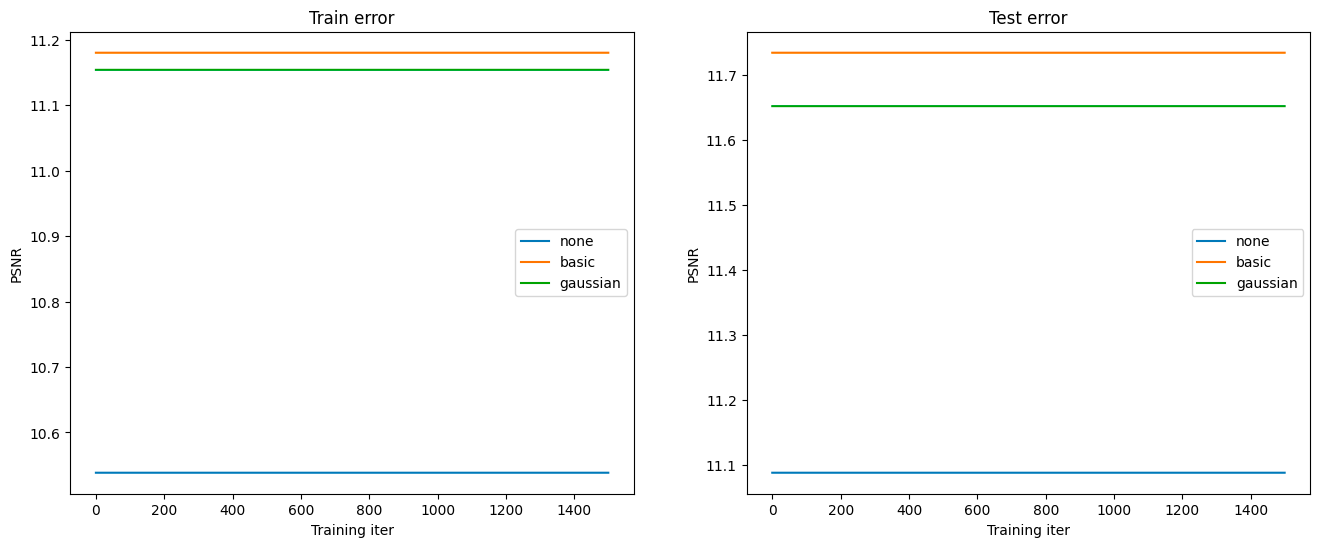 Train error
11.2
11.1
11.0
10.9
10.8
10.7
10.6
PSNR
none
basic
gaussian
0 200 400 600 800 1000 1200 1400
Training iter
Test error
11.7
11.6
11.5
11.4
11.3
11.2
11.1
PSNR
none
basic
gaussian
0 200 400 600 800 1000 1200 1400
Training iter